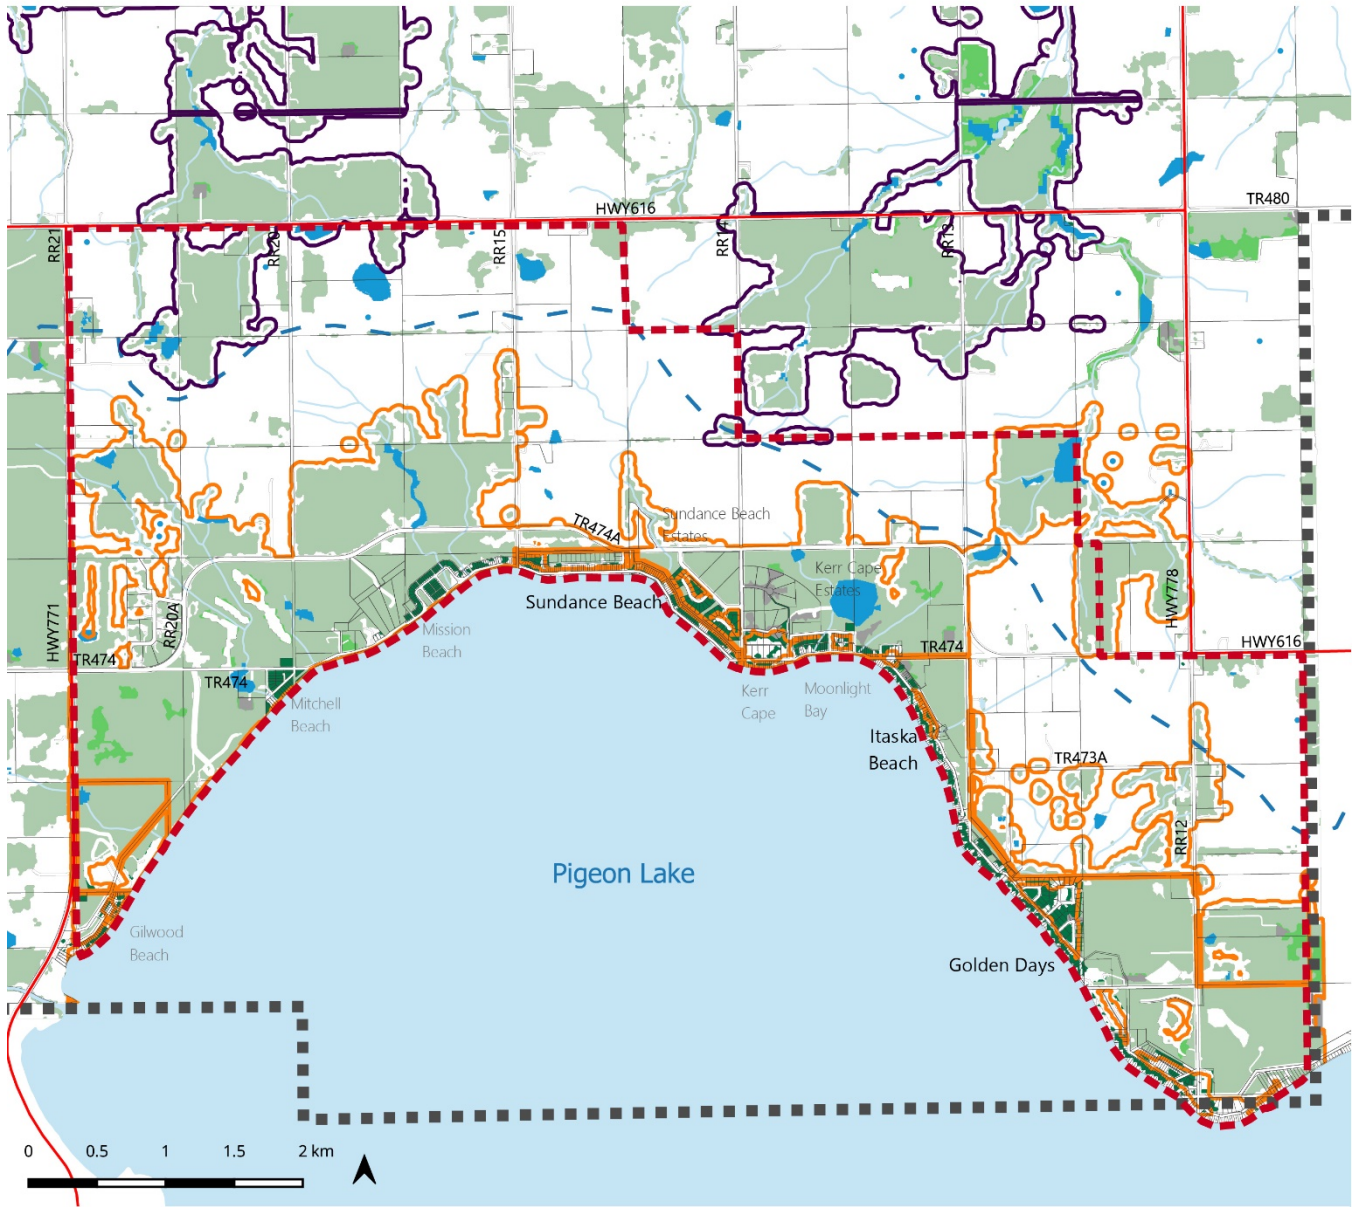 HWY616
TR480
RR21
RR20
RR15
RR14
RR13
Sundance Beach
Estates
TR474A
Kerr Cape
Estates
Sundance Beach
HWY771
RR20A
HWY778
Mission
Beach
HWY616
TR474
TR474
TR474
Mitchell
Beach
Kerr
Cape
Moonlight
Bay
Itaska
Beach
TR473A
RR12
Pigeon Lake
Gilwood
Beach
Golden Days
0 0.5 1 1.5 2 km